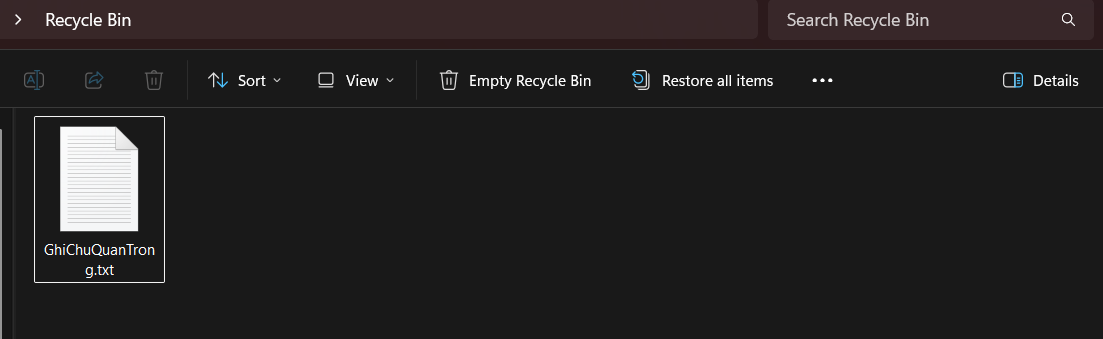 Recycle Bin
Search Recycle Bin
Sort
View
Empty Recycle Bin
Restore all items
Details
GhiChuQuanTron
g.txt